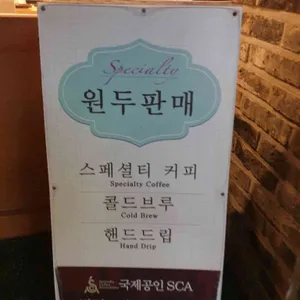 Specialty
원두판매
스페셜티 커피
Specialty Coffee
콜드브루
Cold Brew
핸드드립
Hand Drip
국제공인 SCA